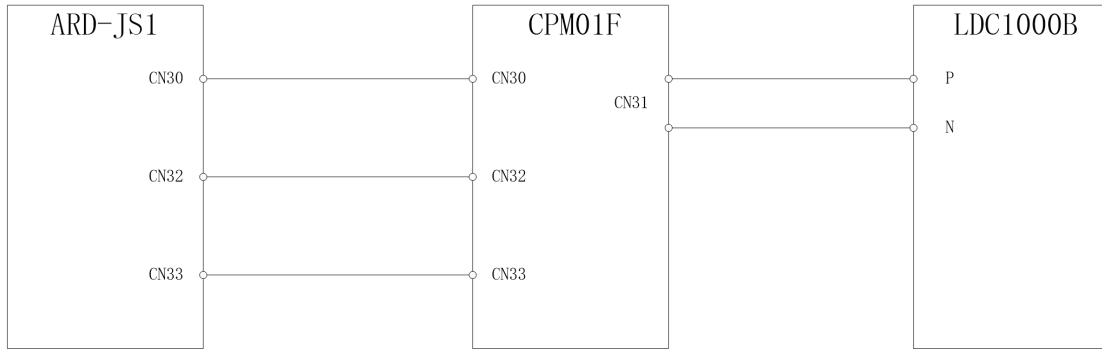 ARD-JS1
CPM01F
LDC1000B
CN30
CN30
P
CN31
N
CN32
CN32
CN33
CN33